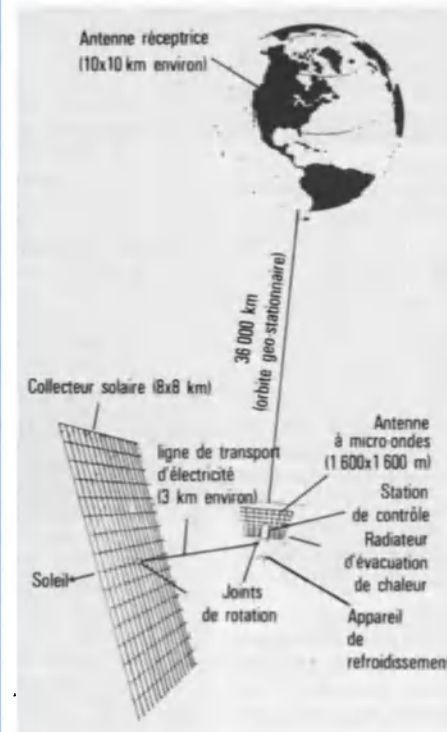 Antenne réceptrice
(10x10 km environ)
36 000 km
(orbite geo-stationnaire)
Collecteur solaire (8x8 km)
ligne de transport
d'électricité
(3 km environ)
Antenne
à micro-ondes
(1 600x1 600 m)
Station
de contrôle
Radiateur
d'évacuation
de chaleur
Soleil
Joints
de rotation
Appareil
de
refroidissement